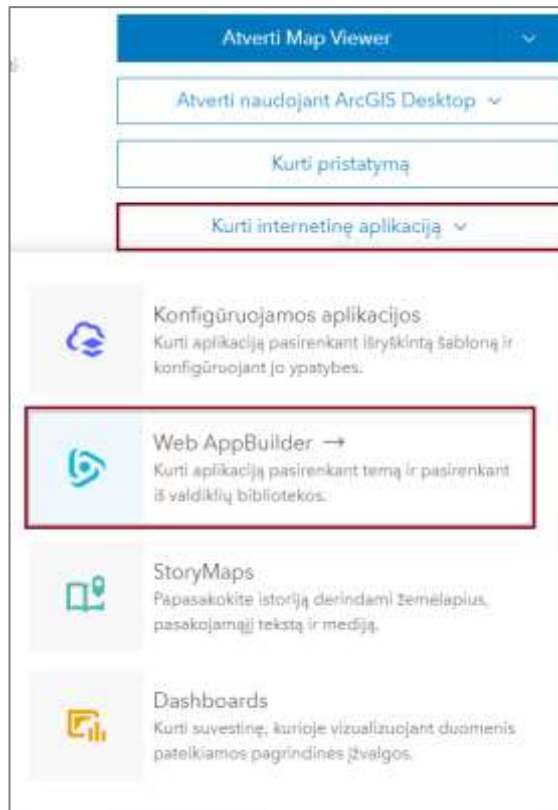 Atverti Map Viewer
Atverti naudojant ArcGIS Desktop
Kurti pristatymą
Kurti internetinę aplikaciją
Konfigūruojamos aplikacijos
Kurti aplikaciją pasirenkant išryškintą šabloną ir
konfigūruojant jo ypatybes.
Web AppBuilder →
Kurti aplikaciją pasirenkant temą ir pasirenkant
iš valdiklių bibliotekos.
StoryMaps
Papasakokite istoriją derindami žemėlapius,
pasakojamąjį tekstą ir mediją.
Dashboards
Kurti suvestinę, kurioje vizualizuojant duomenis
pateikiamos pagrindinės įžvalgos.